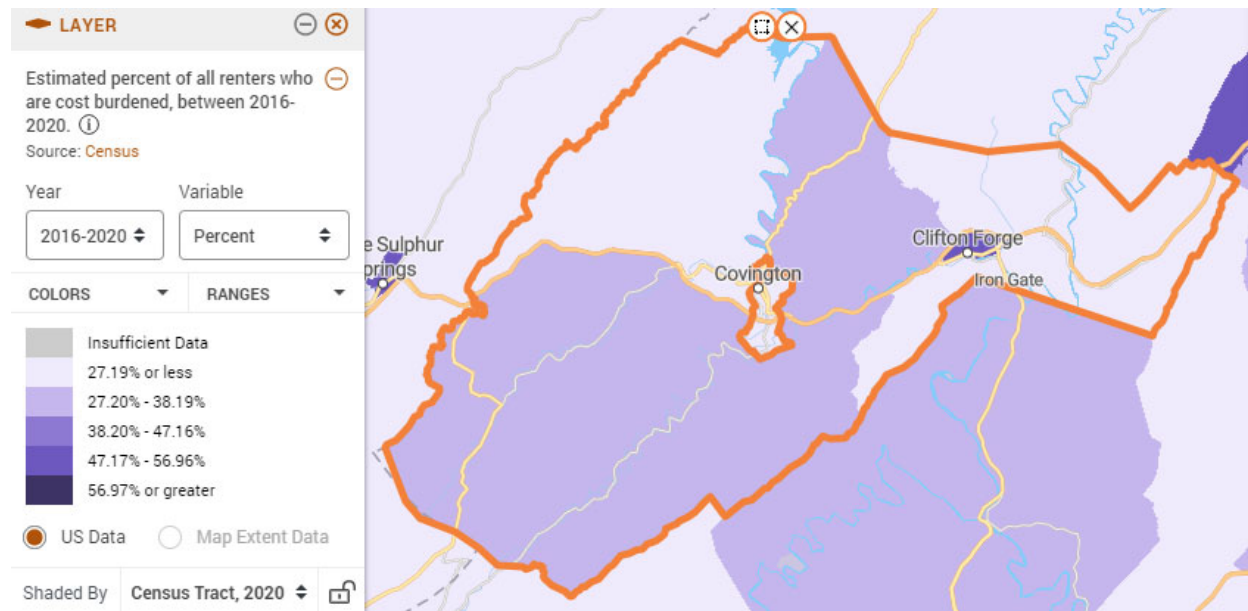 LAYER
Estimated percent of all renters who
are cost burdened, between 2016-
2020.
Source: Census
Year Variable
2016-2020 Percent
COLORS RANGES
Insufficient Data
27.19% or less
27.20% - 38.19%
38.20% - 47.16%
47.17% - 56.96%
56.97% or greater
US Data Map Extent Data
Shaded By Census Tract, 2020
e Sulphur
prings
Covington
Clifton Forge
Iron Gate